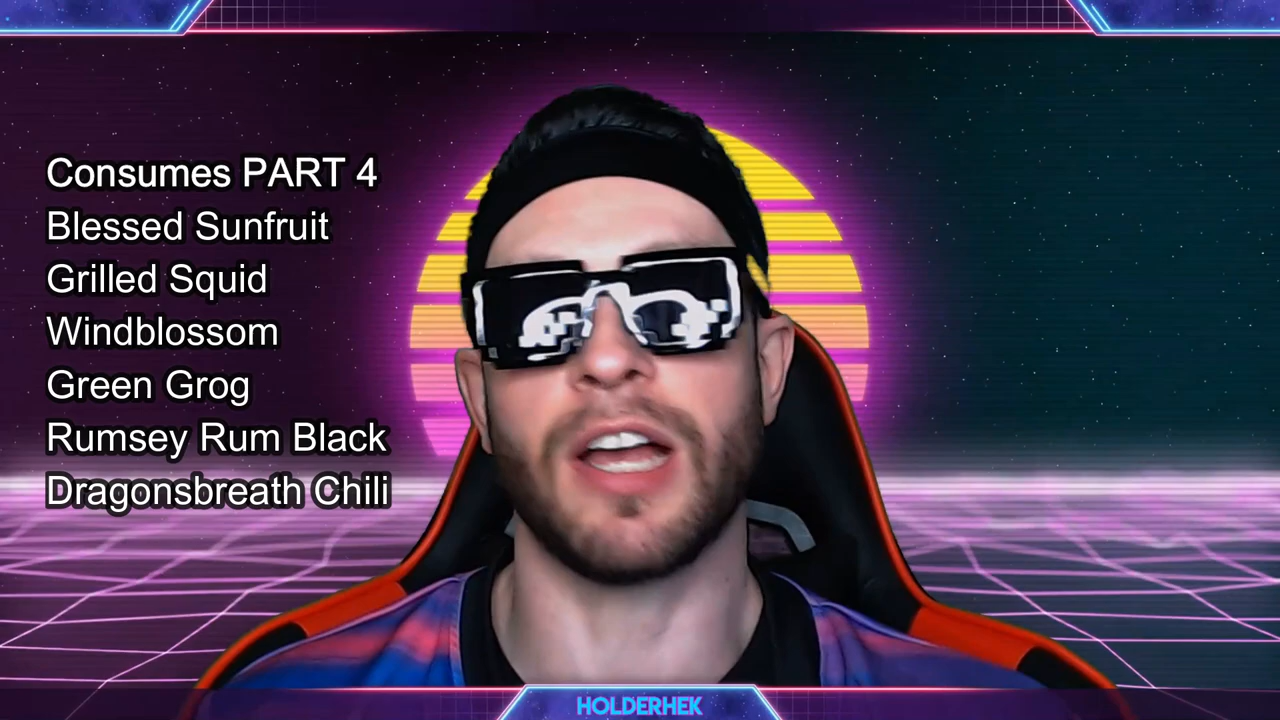 Consumes PART 4
Blessed Sunfruit
Grilled Squid
Windblossom
Green Grog
Rumsey Rum Black
Dragonsbreath Chili
HOLDERHEK